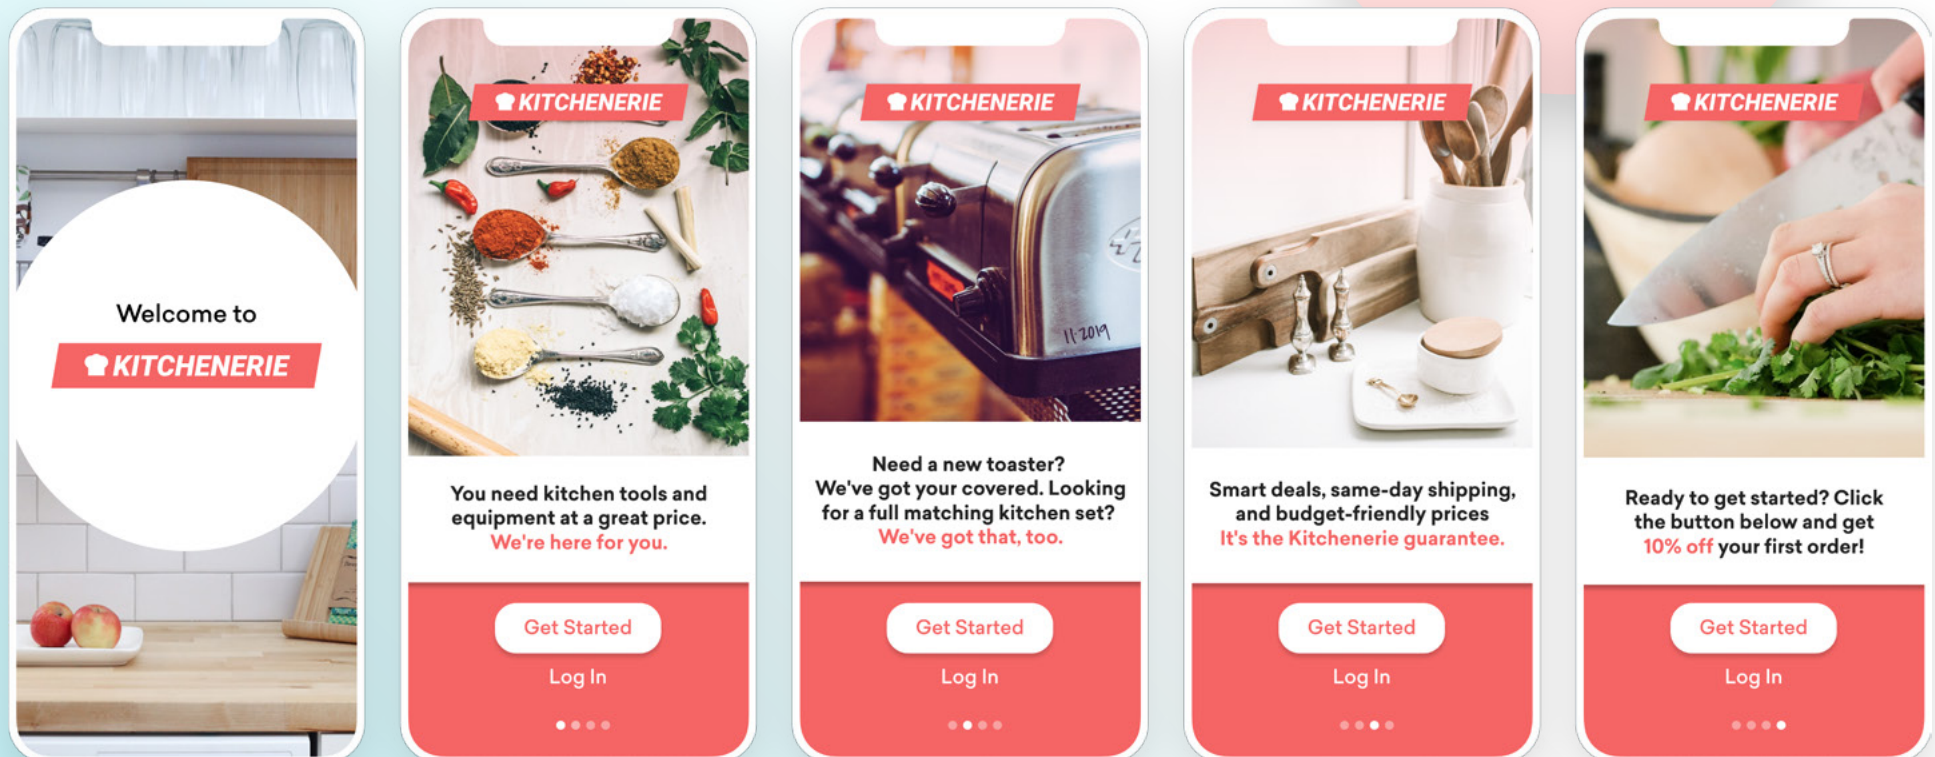 Welcome to
KITCHENERIE
KITCHENERIE
You need kitchen tools and
equipment at a great price.
We're here for you.
Get Started
Log In
KITCHENERIE
11·2019
Need a new toaster?
We've got your covered. Looking
for a full matching kitchen set?
We've got that, too.
Get Started
Log In
KITCHENERIE
Smart deals, same-day shipping,
and budget-friendly prices
It's the Kitchenerie guarantee.
Get Started
Log In
KITCHENERIE
Ready to get started? Click
the button below and get
10% off your first order!
Get Started
Log In